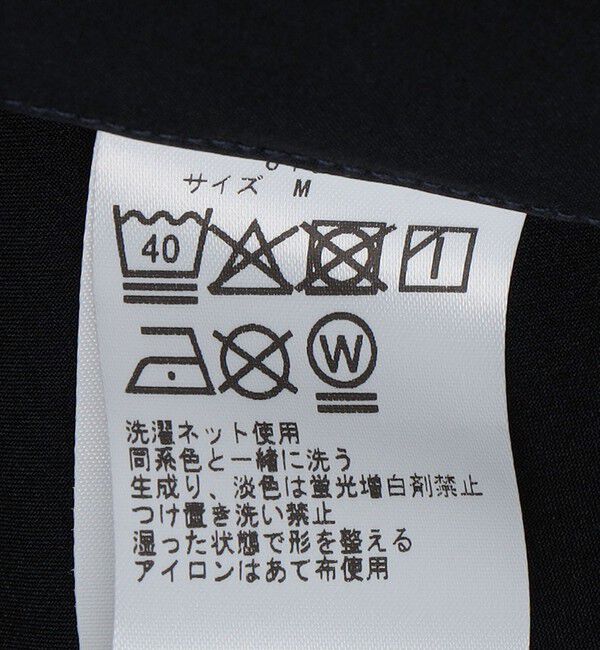 サイズ M
40
W
洗濯ネット使用
同系色と一緒に洗う
生成り、淡色は蛍光増白剤禁止
つけ置き洗い禁止
湿った状態で形を整える
アイロンはあて布使用